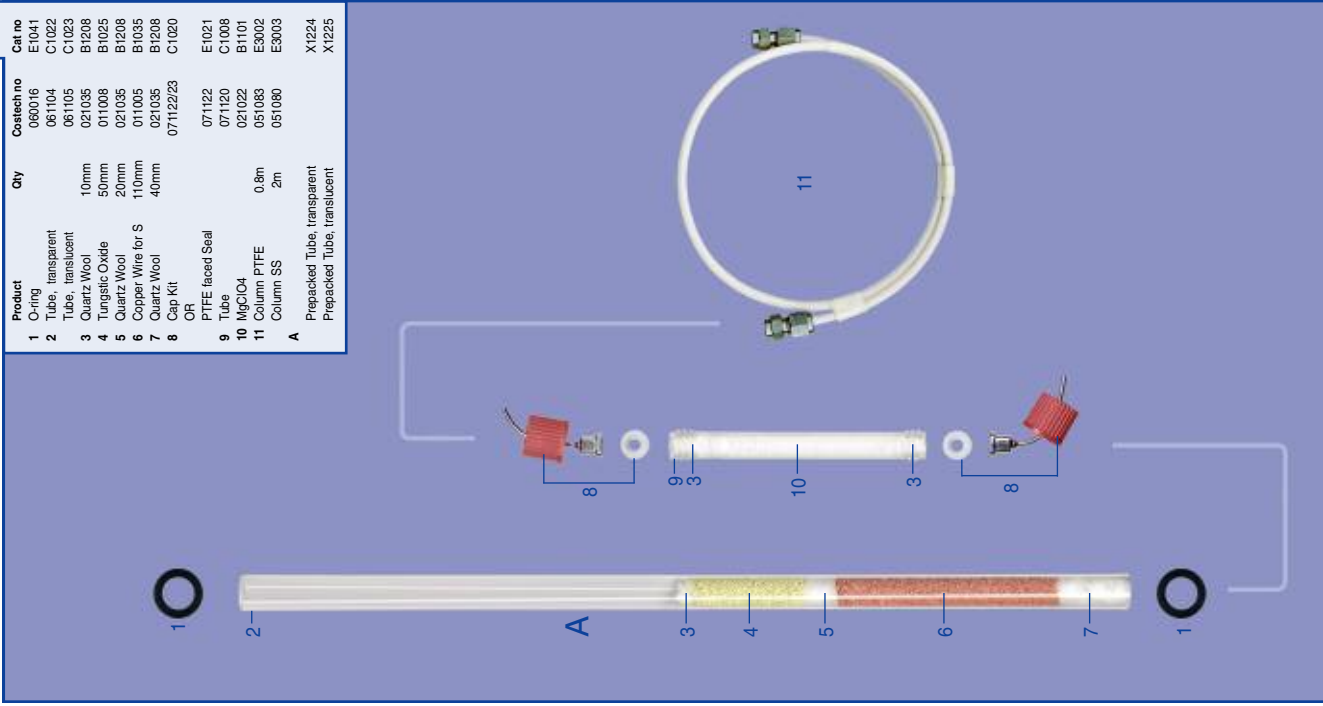 Product Qty Costech no Cat no
1 O-ring 060016 E1041
2 Tube, transparent 061104 C1022
Tube, translucent 061105 C1023
3 Quartz Wool 10mm 021035 B1208
4 Tungstic Oxide 50mm 011008 B1025
5 Quartz Wool 20mm 021035 B1208
6 Copper Wire for S 110mm 011005 B1035
7 Quartz Wool 40mm 021035 B1208
8 Cap Kit 071122/23 C1020
OR
PTFE faced Seal 071122 E1021
9 Tube 071120 C1008
10 MgClO4 021022 B1101
11 Column PTFE 0.8m 051083 E3002
Column SS 2m 051080 E3003
A
Prepacked Tube, transparent X1224
Prepacked Tube, translucent X1225
11
8
9
3
10
3
8
1
2
A
3
4
5
6
7
1